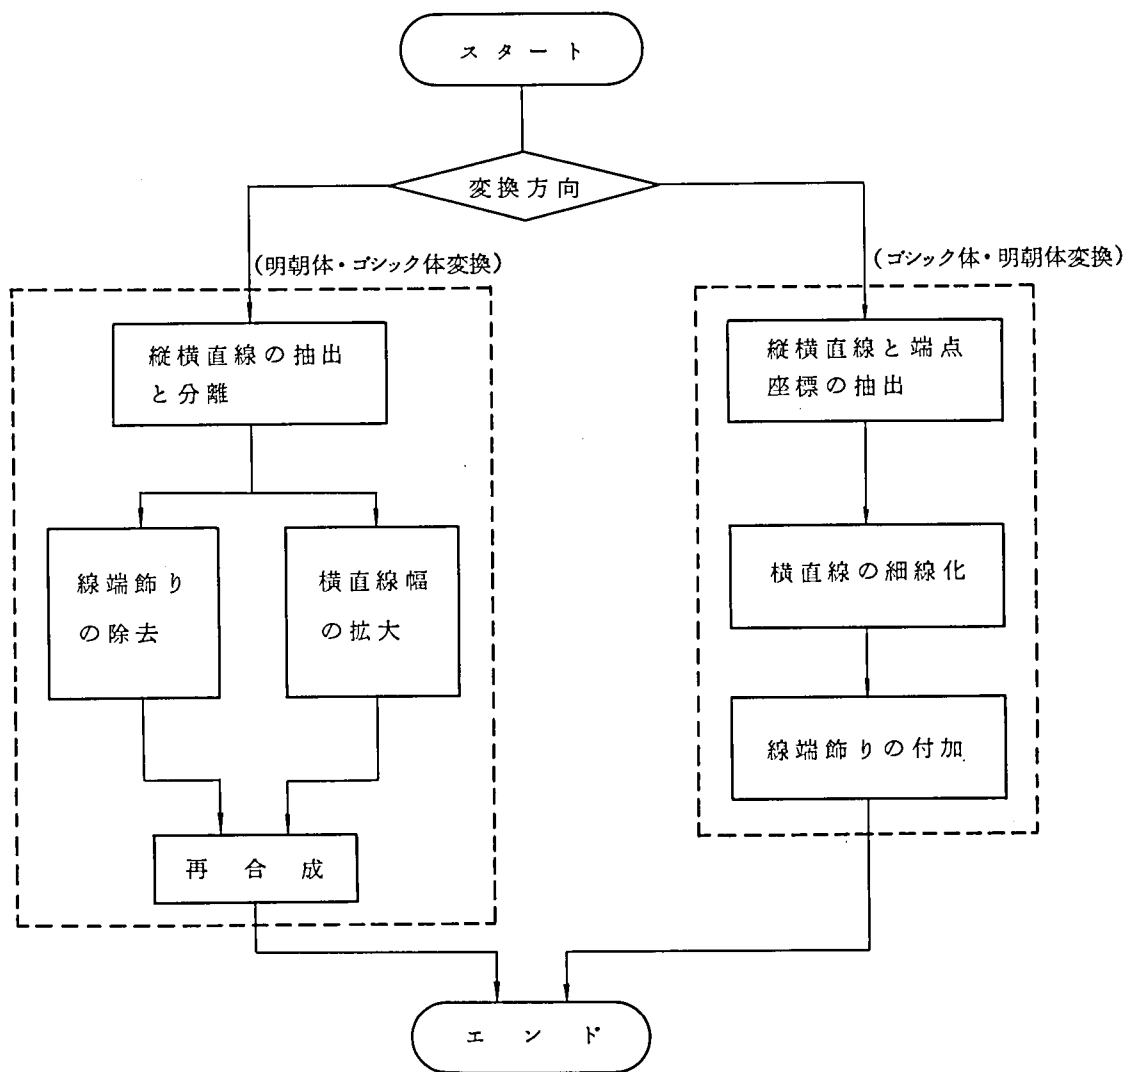 スタート
変換方向
(明朝体・ゴシック体変換)
(ゴシック体・明朝体変換)
縦横直線の抽出
と分離
線端飾り
の除去
横直線幅
の拡大
再合成
縦横直線と端点
座標の抽出
横直線の細線化
線端飾りの付加
エンド